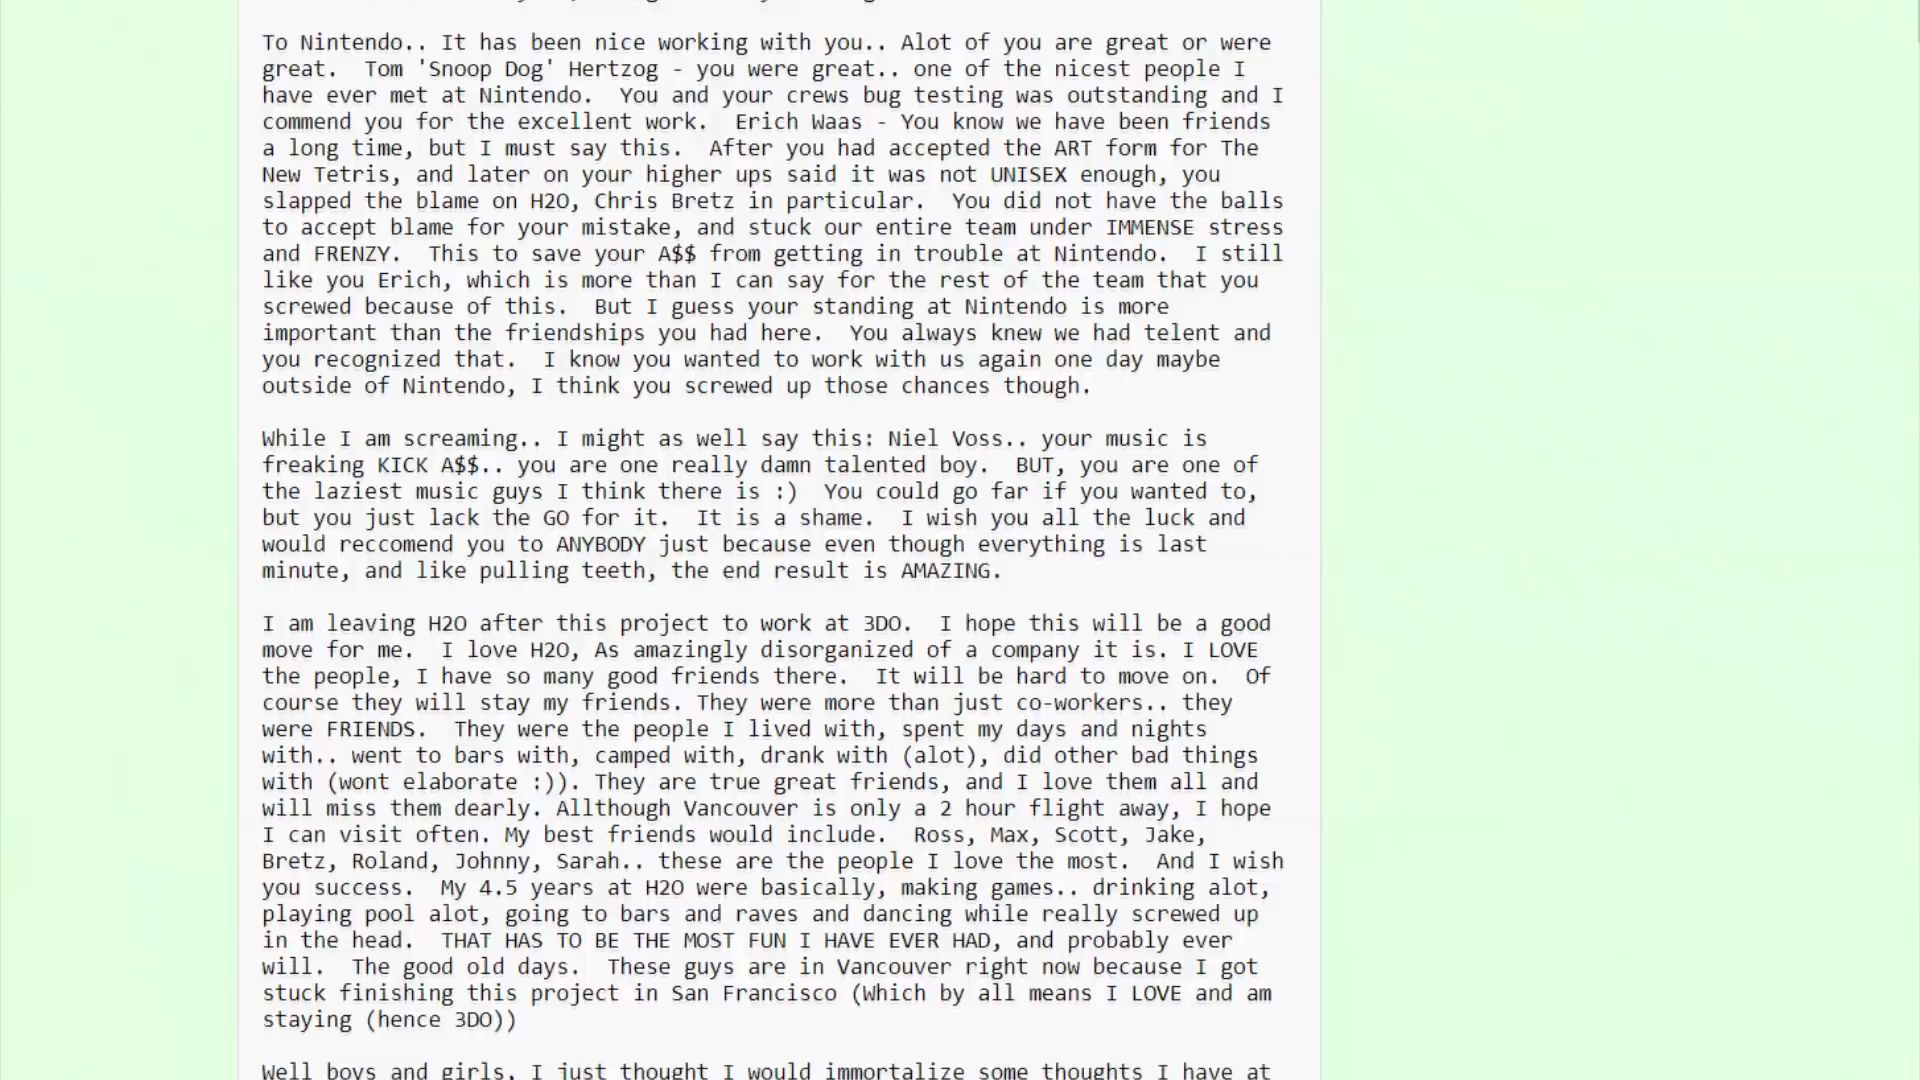 To Nintendo.. It has been nice working with you.. Alot of you are great or were
great.  Tom 'Snoop Dog' Hertzog - you were great.. one of the nicest people I
have ever met at Nintendo.  You and your crews bug testing was outstanding and I
commend you for the excellent work.  Erich Waas - You know we have been friends
a long time, but I must say this.  After you had accepted the ART form for The
New Tetris, and later on your higher ups said it was not UNISEX enough, you
slapped the blame on H2O, Chris Bretz in particular.  You did not have the balls
to accept blame for your mistake, and stuck our entire team under IMMENSE stress
and FRENZY.  This to save your A$$ from getting in trouble at Nintendo.  I still
like you Erich, which is more than I can say for the rest of the team that you
screwed because of this.  But I guess your standing at Nintendo is more
important than the friendships you had here.  You always knew we had telent and
you recognized that.  I know you wanted to work with us again one day maybe
outside of Nintendo, I think you screwed up those chances though.

While I am screaming.. I might as well say this: Niel Voss.. your music is
freaking KICK A$$.. you are one really damn talented boy.  BUT, you are one of
the laziest music guys I think there is :)  You could go far if you wanted to,
but you just lack the GO for it.  It is a shame.  I wish you all the luck and
would reccomend you to ANYBODY just because even though everything is last
minute, and like pulling teeth, the end result is AMAZING.

I am leaving H2O after this project to work at 3DO.  I hope this will be a good
move for me.  I love H2O, As amazingly disorganized of a company it is. I LOVE
the people, I have so many good friends there.  It will be hard to move on.  Of
course they will stay my friends. They were more than just co-workers.. they
were FRIENDS.  They were the people I lived with, spent my days and nights
with.. went to bars with, camped with, drank with (alot), did other bad things
with (wont elaborate :)). They are true great friends, and I love them all and
will miss them dearly. Allthough Vancouver is only a 2 hour flight away, I hope
I can visit often. My best friends would include.  Ross, Max, Scott, Jake,
Bretz, Roland, Johnny, Sarah.. these are the people I love the most.  And I wish
you success.  My 4.5 years at H2O were basically, making games.. drinking alot,
playing pool alot, going to bars and raves and dancing while really screwed up
in the head.  THAT HAS TO BE THE MOST FUN I HAVE EVER HAD, and probably ever
will.  The good old days.  These guys are in Vancouver right now because I got
stuck finishing this project in San Francisco (Which by all means I LOVE and am
staying (hence 3DO))

Well boys and girls, I just thought I would immortalize some thoughts I have at